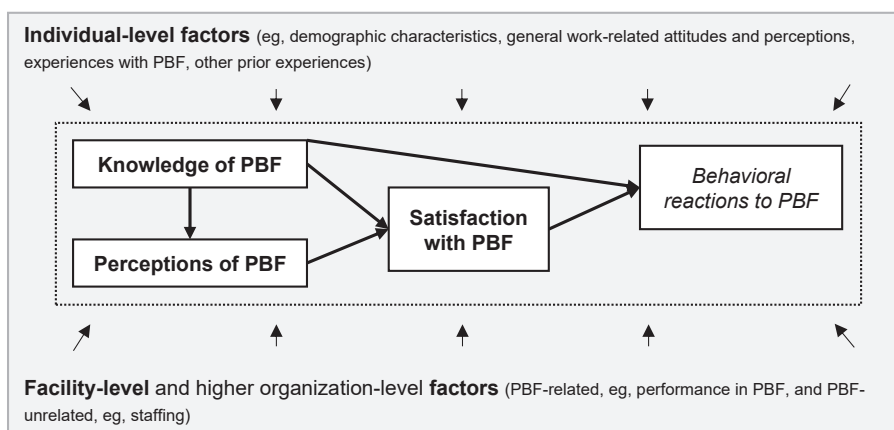 Individual-level factors (eg, demographic characteristics, general work-related attitudes and perceptions,
experiences with PBF, other prior experiences)
Knowledge of PBF
Behavioral
reactions to PBF
Satisfaction
with PBF
Perceptions of PBF
Facility-level and higher organization-level factors (PBF-related, eg, performance in PBF, and PBF-
unrelated, eg, staffing)